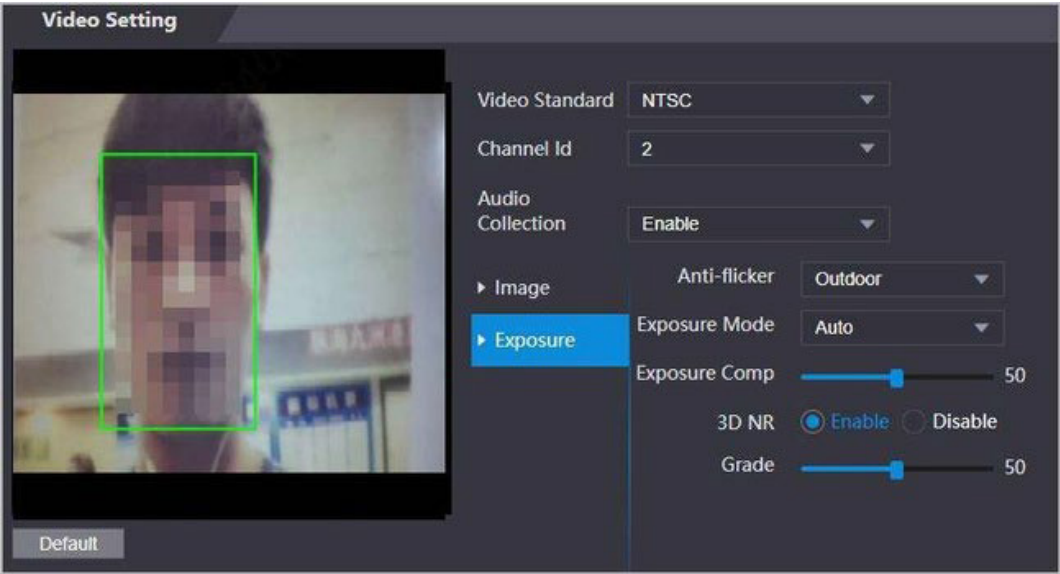 Video Setting
Video Standard NTSC
Channel Id 2
Audio
Collection Enable
Image
Exposure
Anti-flicker Outdoor
Exposure Mode Auto
Exposure Comp 50
3D NR Enable Disable
Grade 50
Default